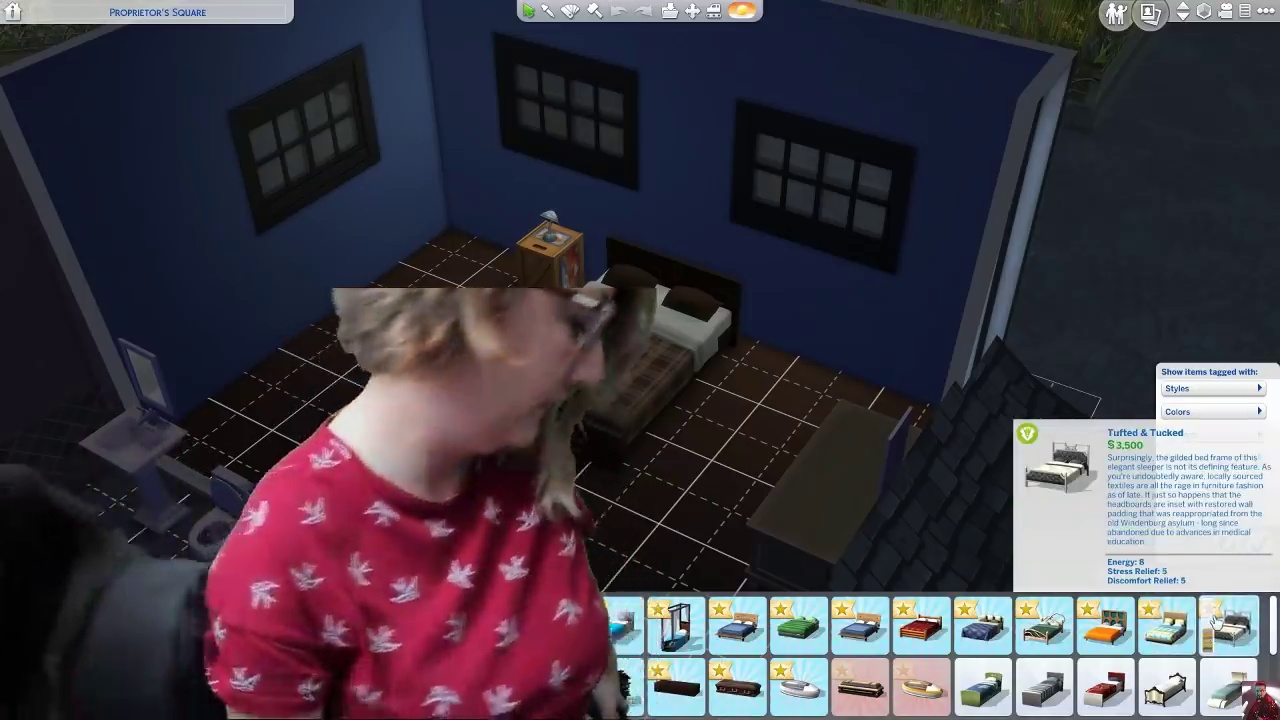 PROPRIETOR'S SQUARE
Show items tagged with:
Styles
Colors
Tufted & Tucked
§3,500
Surprisingly, the gilded bed frame of this
elegant sleeper is not its defining feature. As
you're undoubtedly aware, locally sourced
textiles are all the rage in furniture fashion
as of late. It just so happens that the
headboards are inset with restored wall
padding that was reappropriated from the
old Windenburg asylum - long since
abandoned due to advances in medical
education.
Energy: 8
Stress Relief: 5
Discomfort Relief: 5